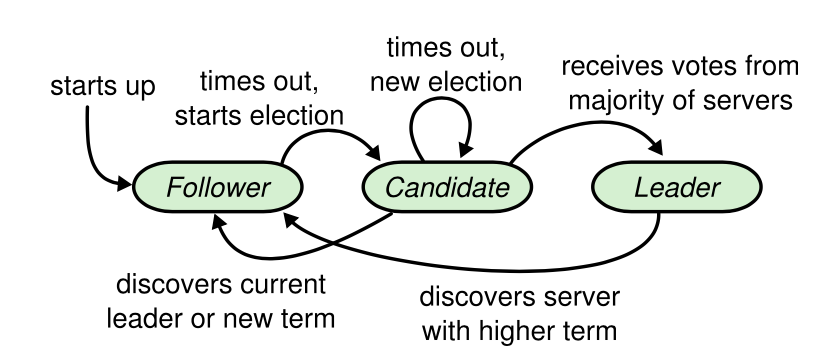 starts up
times out,
starts election
times out,
new election
receives votes from
majority of servers
Follower
Candidate
Leader
discovers current
leader or new term
discovers server
with higher term